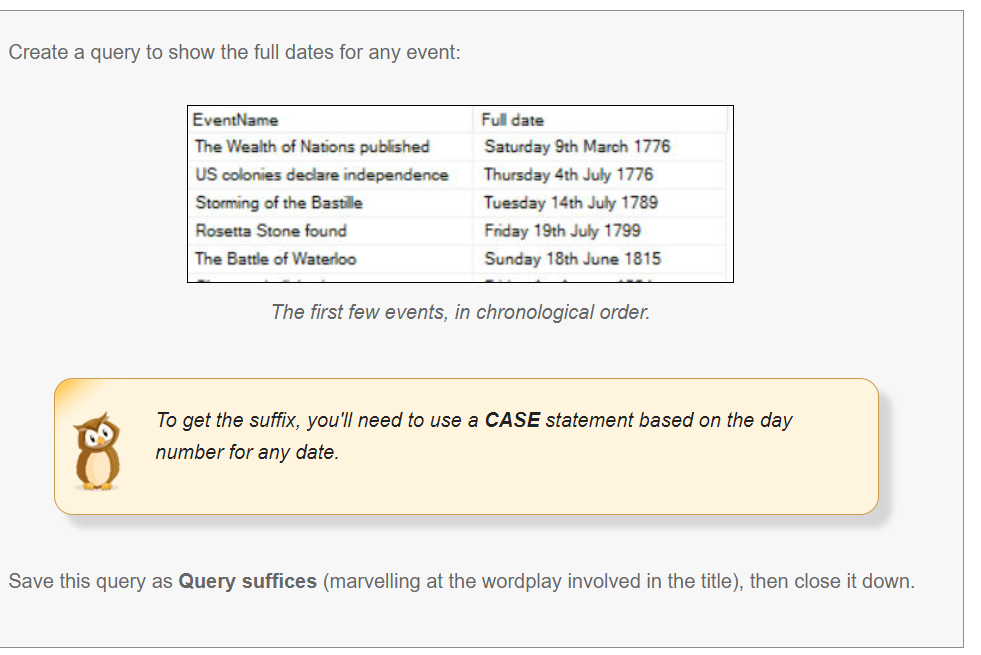 Create a query to show the full dates for any event:
EventName Full date
The Wealth of Nations published Saturday 9th March 1776
US colonies declare independence Thursday 4th July 1776
Storming of the Bastille Tuesday 14th July 1789
Rosetta Stone found Friday 19th July 1799
The Battle of Waterloo Sunday 18th June 1815
The first few events, in chronological order.
To get the suffix, you'll need to use a CASE statement based on the day
number for any date.
Save this query as Query suffices (marvelling at the wordplay involved in the title), then close it down.